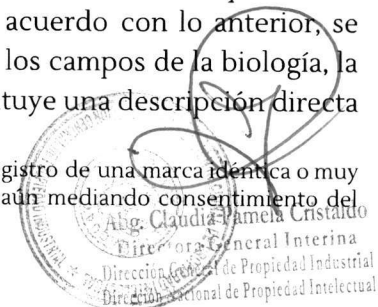 acuerdo con lo anterior, se
los campos de la biología, la
tuye una descripción directa
gistro de una marca idéntica o muy
aún mediando consentimiento del
Abg. Claudia Pamela Cristaldo
Directora General Interina
Dirección General de Propiedad Industrial
Dirección Nacional de Propiedad Intelectual